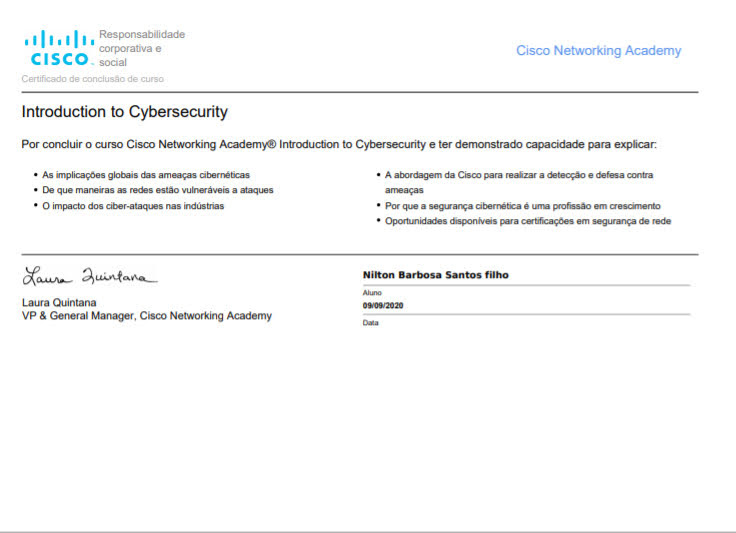 Responsabilidade
corporativa e
social
CISCO
Cisco Networking Academy
Certificado de conclusão de curso
Introduction to Cybersecurity
Por concluir o curso Cisco Networking Academy® Introduction to Cybersecurity e ter demonstrado capacidade para explicar:
• As implicações globais das ameaças cibernéticas
• De que maneiras as redes estão vulneráveis a ataques
• O impacto dos ciber-ataques nas indústrias
• A abordagem da Cisco para realizar a detecção e defesa contra
ameaças
• Por que a segurança cibernética é uma profissão em crescimento
• Oportunidades disponíveis para certificações em segurança de rede
Laura Quintana
Laura Quintana
VP & General Manager, Cisco Networking Academy
Nilton Barbosa Santos filho
Aluno
09/09/2020
Data